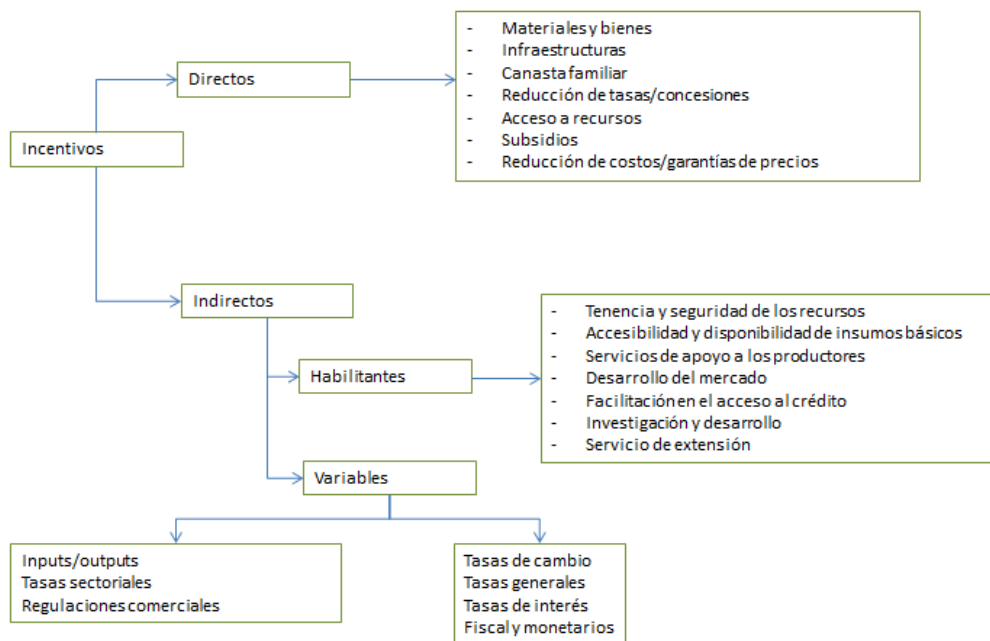 Incentivos
Directos
- Materiales y bienes
- Infraestructuras
- Canasta familiar
- Reducción de tasas/concesiones
- Acceso a recursos
- Subsidios
- Reducción de costos/garantías de precios
Indirectos
Habilitantes
- Tenencia y seguridad de los recursos
- Accesibilidad y disponibilidad de insumos básicos
- Servicios de apoyo a los productores
- Desarrollo del mercado
- Facilitación en el acceso al crédito
- Investigación y desarrollo
- Servicio de extensión
Variables
Inputs/outputs
Tasas sectoriales
Regulaciones comerciales
Tasas de cambio
Tasas generales
Tasas de interés
Fiscal y monetarios